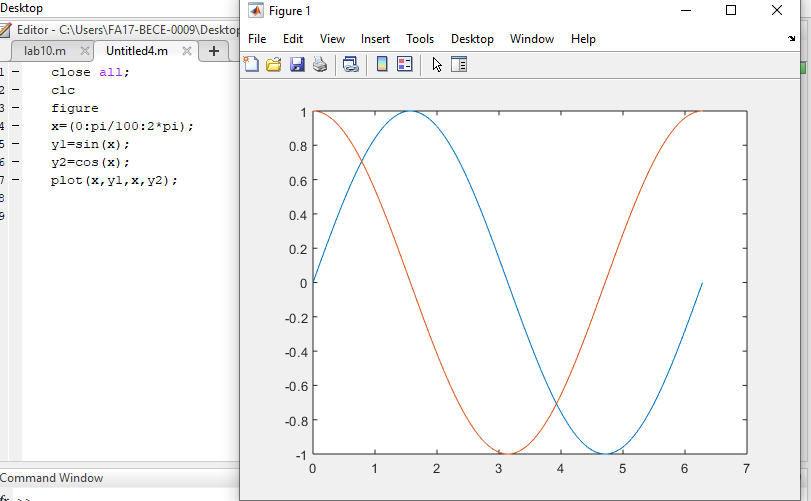 Desktop
Editor - C:\Users\FA17-BECE-0009\Desktop
lab10.m
Untitled4.m
1 close all;
2 clc
3 figure
4 x=(0:pi/100:2*pi);
5 y1=sin(x);
6 y2=cos(x);
7 plot(x,y1,x,y2);
8
9
Command Window
fx >>
Figure 1
File Edit View Insert Tools Desktop Window Help
1
0.8
0.6
0.4
0.2
0
-0.2
-0.4
-0.6
-0.8
-1
0 1 2 3 4 5 6 7